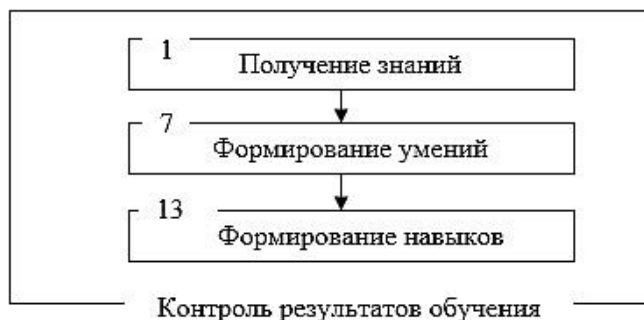 1
Получение знаний
7
Формирование умений
13
Формирование навыков
Контроль результатов обучения